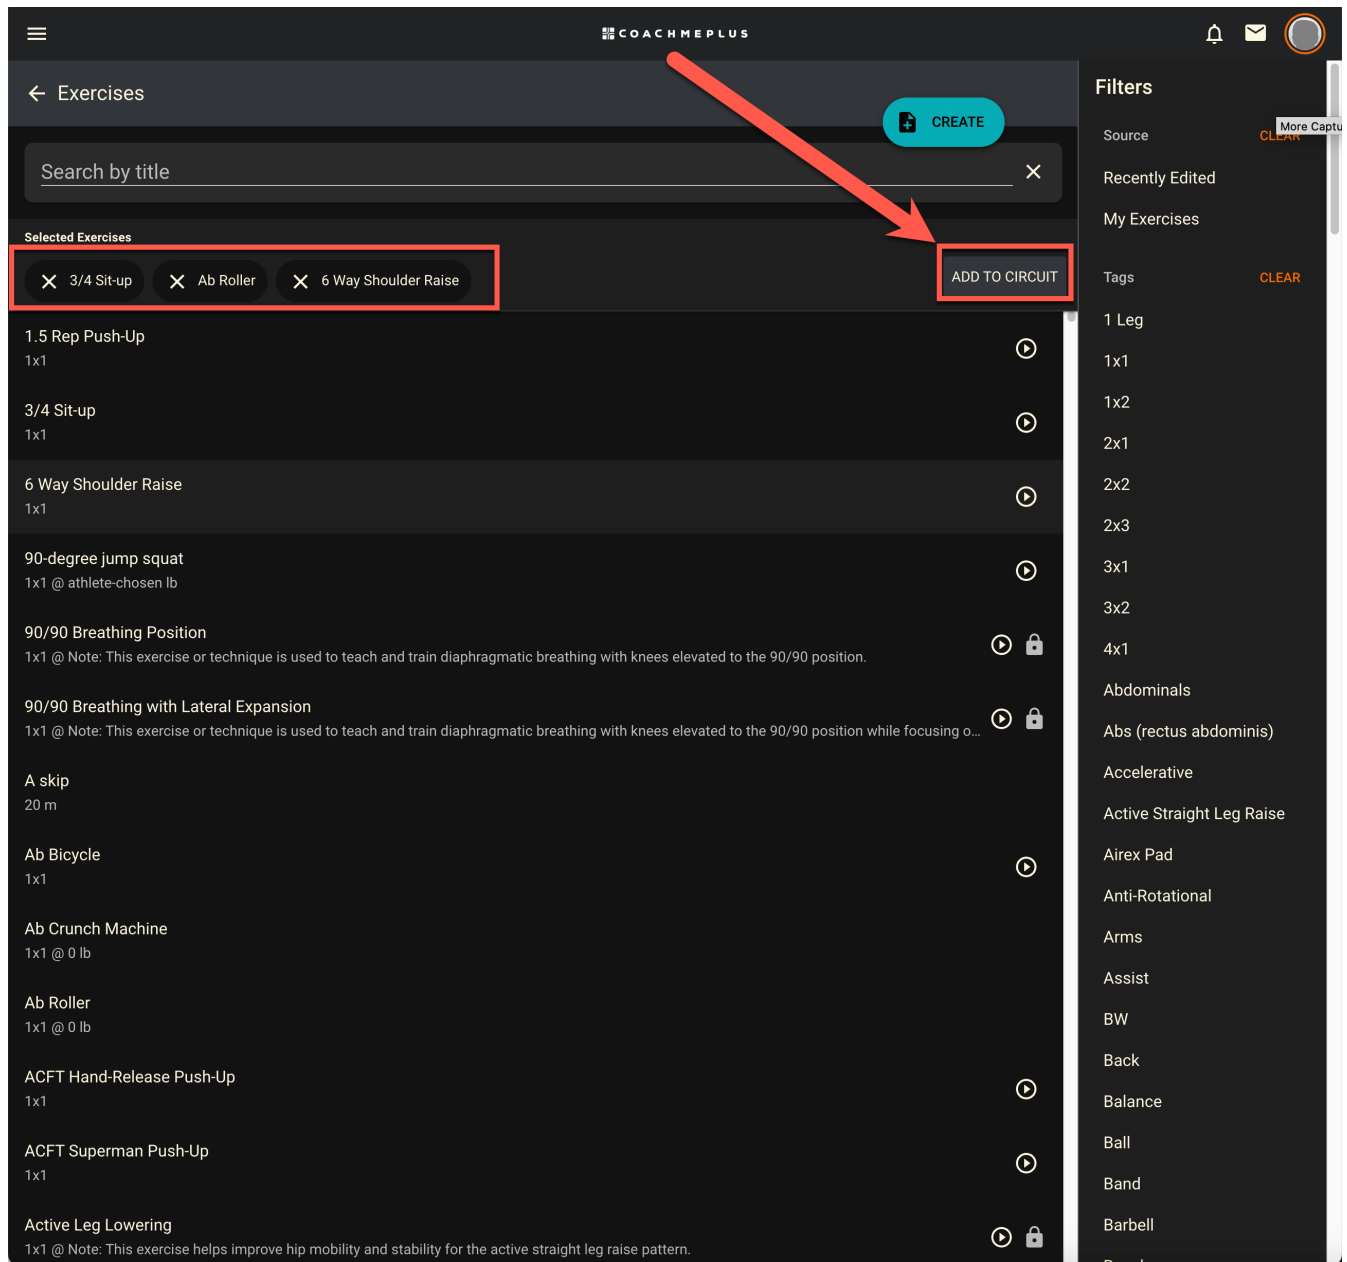 COACHMEPLUS
Exercises
CREATE
Search by title
Selected Exercises
3/4 Sit-up
Ab Roller
6 Way Shoulder Raise
ADD TO CIRCUIT
1.5 Rep Push-Up
1x1
3/4 Sit-up
1x1
6 Way Shoulder Raise
1x1
90-degree jump squat
1x1 @ athlete-chosen lb
90/90 Breathing Position
1x1 @ Note: This exercise or technique is used to teach and train diaphragmatic breathing with knees elevated to the 90/90 position.
90/90 Breathing with Lateral Expansion
1x1 @ Note: This exercise or technique is used to teach and train diaphragmatic breathing with knees elevated to the 90/90 position while focusing o...
A skip
20 m
Ab Bicycle
1x1
Ab Crunch Machine
1x1 @ 0 lb
Ab Roller
1x1 @ 0 lb
ACFT Hand-Release Push-Up
1x1
ACFT Superman Push-Up
1x1
Active Leg Lowering
1x1 @ Note: This exercise helps improve hip mobility and stability for the active straight leg raise pattern.
Filters
Source
CLEAR
More Captu
Recently Edited
My Exercises
Tags
CLEAR
1 Leg
1x1
1x2
2x1
2x2
2x3
3x1
3x2
4x1
Abdominals
Abs (rectus abdominis)
Accelerative
Active Straight Leg Raise
Airex Pad
Anti-Rotational
Arms
Assist
BW
Back
Balance
Ball
Band
Barbell